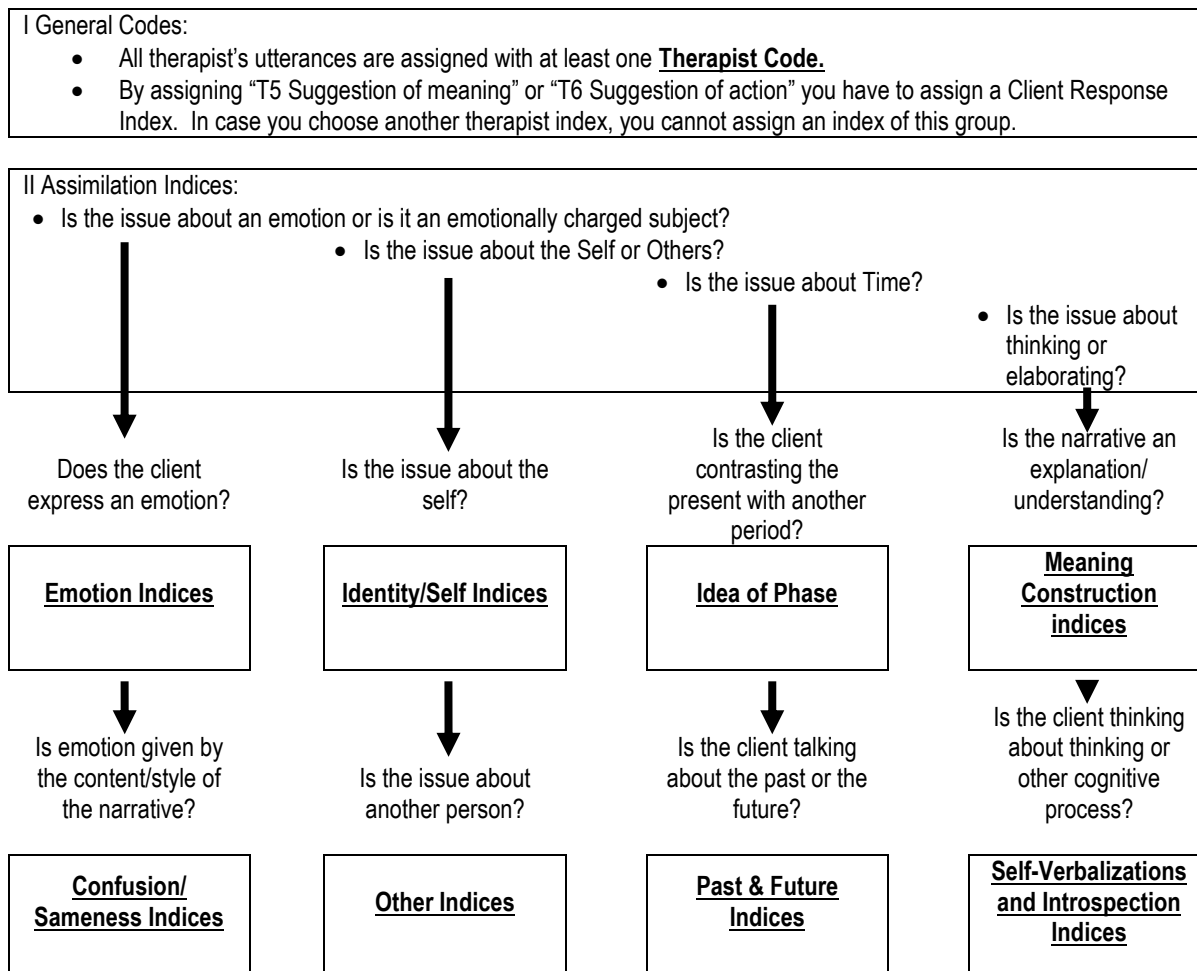 I General Codes:
• All therapist's utterances are assigned with at least one Therapist Code.
• By assigning “T5 Suggestion of meaning” or “T6 Suggestion of action” you have to assign a Client Response
Index. In case you choose another therapist index, you cannot assign an index of this group.
II Assimilation Indices:
• Is the issue about an emotion or is it an emotionally charged subject?
• Is the issue about the Self or Others?
• Is the issue about Time?
• Is the issue about
thinking or
elaborating?
Does the client
express an emotion?
Is the issue about the
self?
Is the client
contrasting the
present with another
period?
Is the narrative an
explanation/
understanding?
Emotion Indices
Identity/Self Indices
Idea of Phase
Meaning
Construction
indices
Is emotion given by
the content/style of
the narrative?
Is the issue about
another person?
Is the client talking
about the past or the
future?
Is the client thinking
about thinking or
other cognitive
process?
Confusion/
Sameness Indices
Other Indices
Past & Future
Indices
Self-Verbalizations
and Introspection
Indices